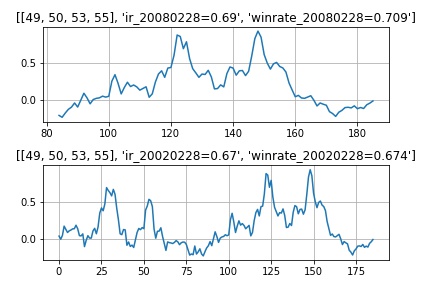 [[49, 50, 53, 55], 'ir_20080228=0.69', 'winrate_20080228=0.709']
0.5
0.0
80 100 120 140 160 180
[[49, 50, 53, 55], 'ir_20020228=0.67', 'winrate_20020228=0.674']
0.5
0.0
0 25 50 75 100 125 150 175